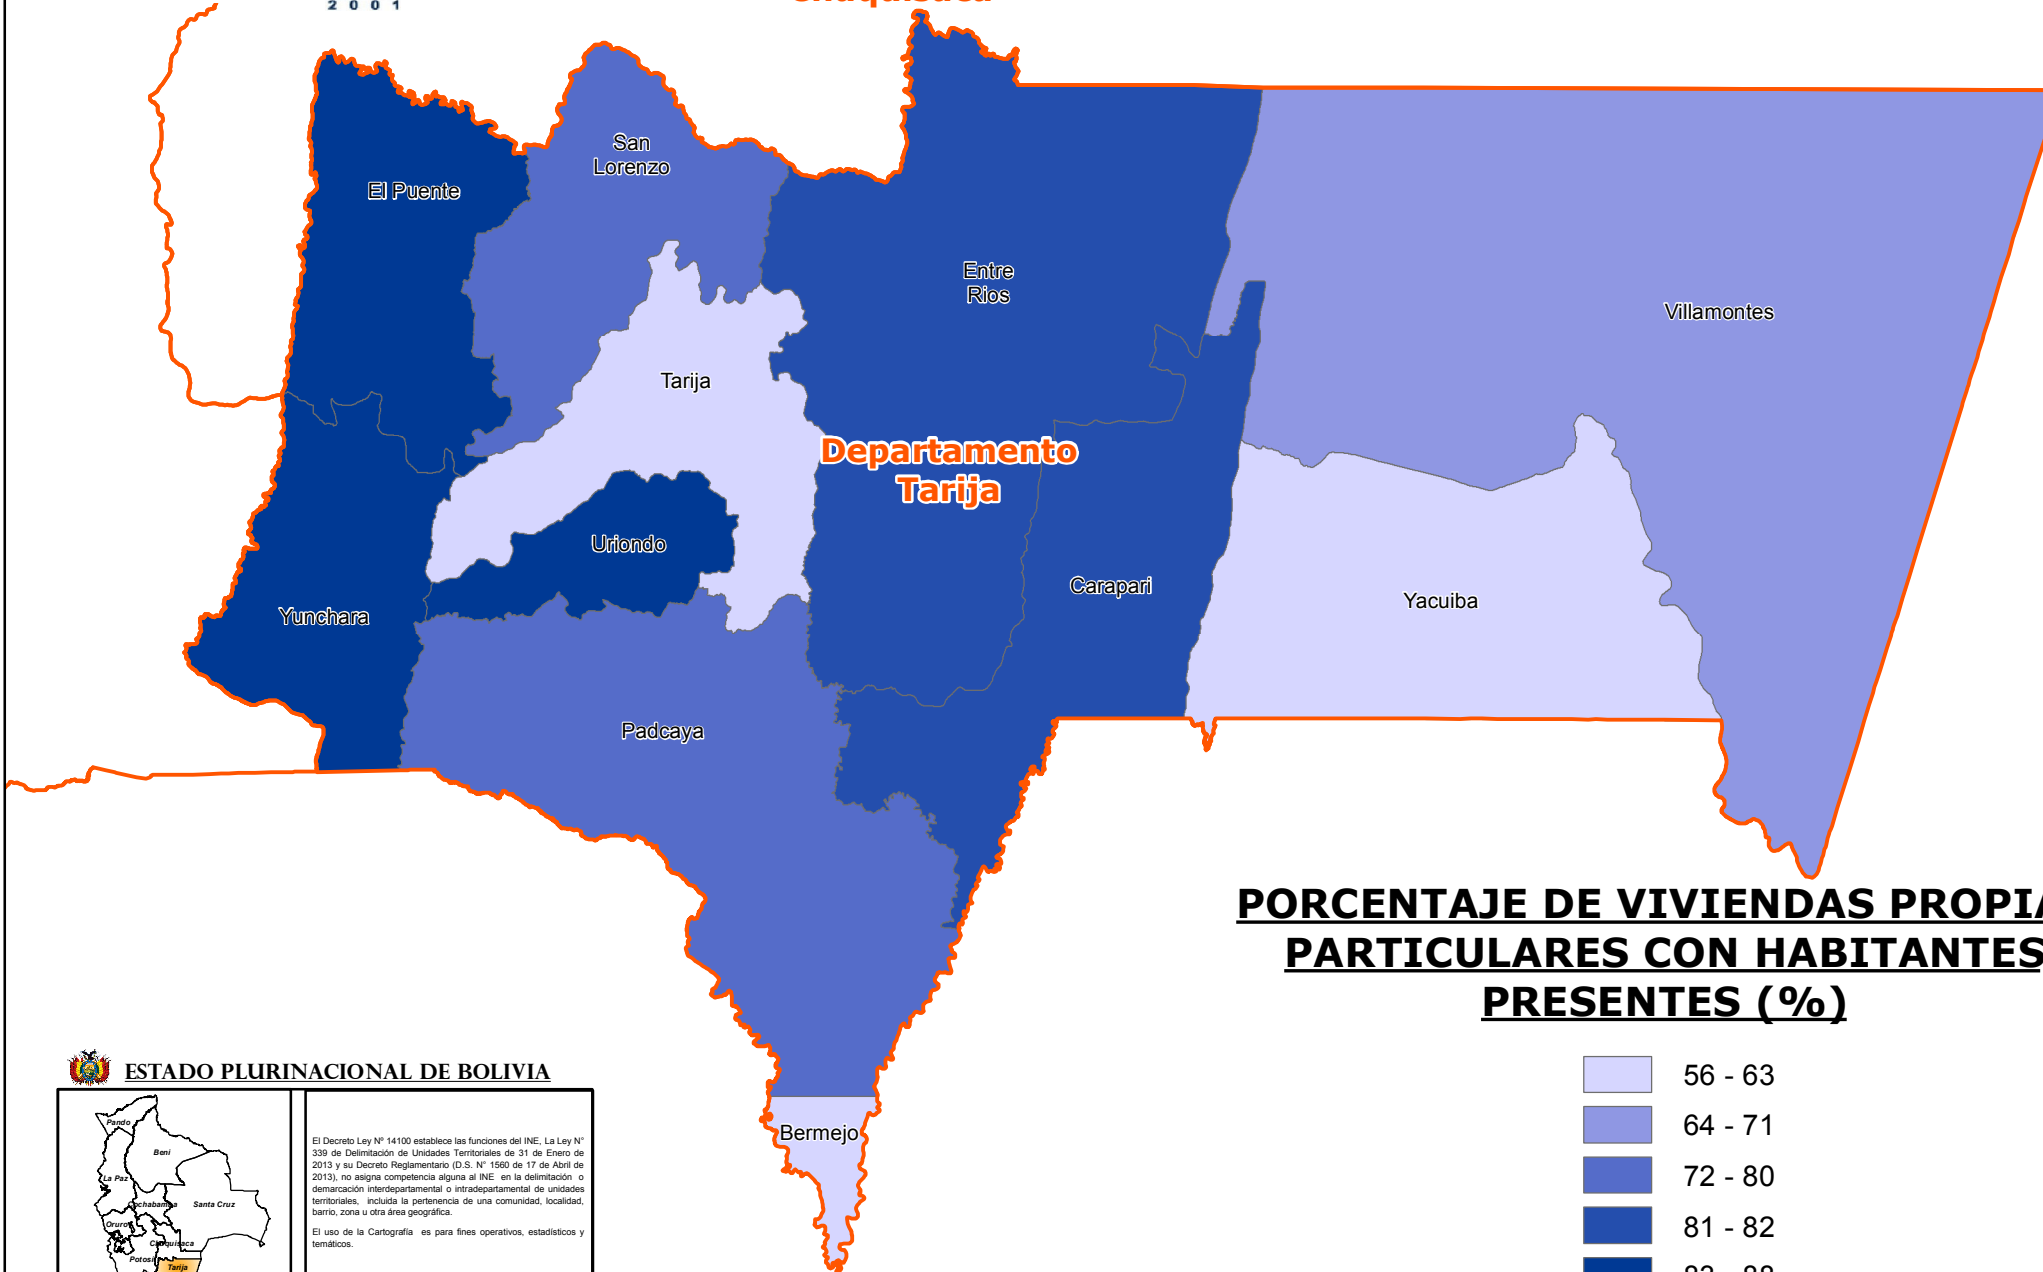 2 0 0 1
San
Lorenzo
El Puente
Entre
Rios
Villamontes
Tarija
Departamento
Tarija
Uriondo
Carapari
Yacuiba
Yunchara
Padcaya
Bermejo
PORCENTAJE DE VIVIENDAS PROPIA
PARTICULARES CON HABITANTES
PRESENTES (%)
56 - 63
64 - 71
72 - 80
81 - 82
ESTADO PLURINACIONAL DE BOLIVIA
Pando
Beni
La Paz
Cochabamba
Santa Cruz
Oruro
Chuquisaca
Potosi
Tarija
El Decreto Ley Nº 14100 establece las funciones del INE, La Ley N°
339 de Delimitación de Unidades Territoriales de 31 de Enero de
2013 y su Decreto Reglamentario (D.S. N° 1560 de 17 de Abril de
2013), no asigna competencia alguna al INE en la delimitación o
demarcación interdepartamental o intradepartamental de unidades
territoriales, incluida la pertenencia de una comunidad, localidad,
barrio, zona u otra área geográfica.
El uso de la Cartografía es para fines operativos, estadísticos y
temáticos.